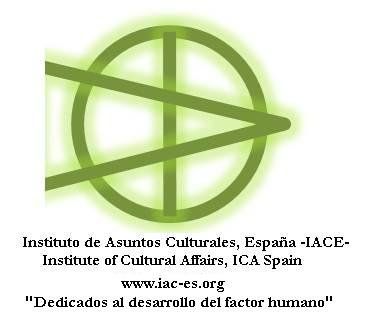 Instituto de Asuntos Culturales, España -IACE-
Institute of Cultural Affairs, ICA Spain
www.iac-es.org
"Dedicados al desarrollo del factor humano"